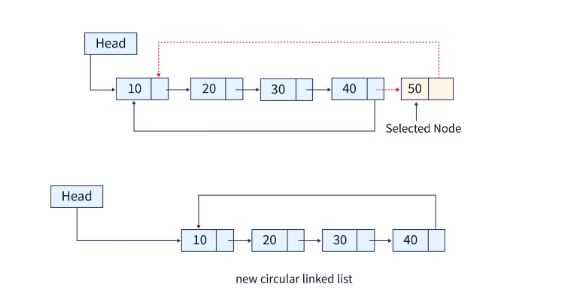 Head
10 20 30 40 50
Selected Node
Head
10 20 30 40
new circular linked list